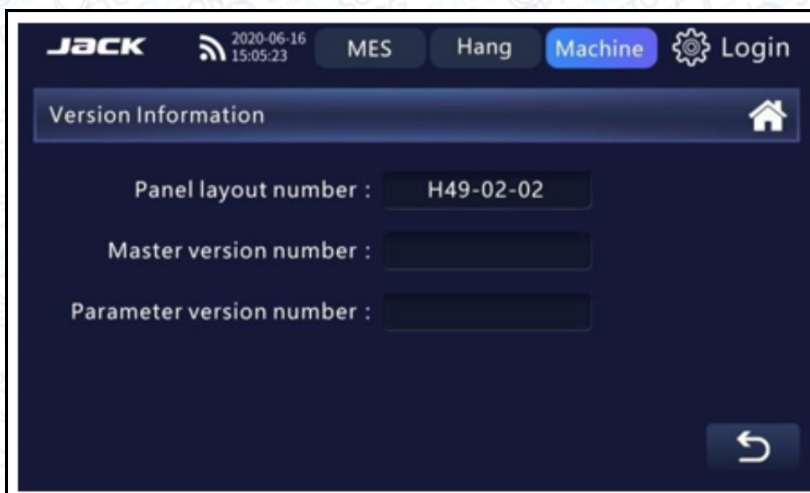 Jack 2020-06-16 MES Hang Machine Login
15:05:23
Version Information
Panel layout number : H49-02-02
Master version number :
Parameter version number :